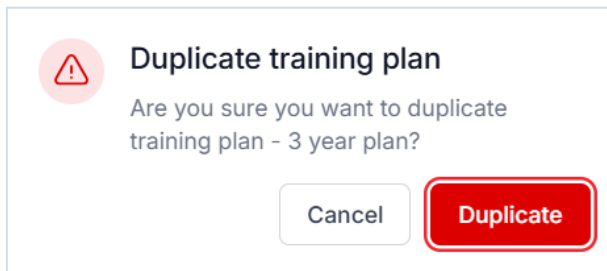 Duplicate training plan
Are you sure you want to duplicate
training plan - 3 year plan?
Cancel
Duplicate